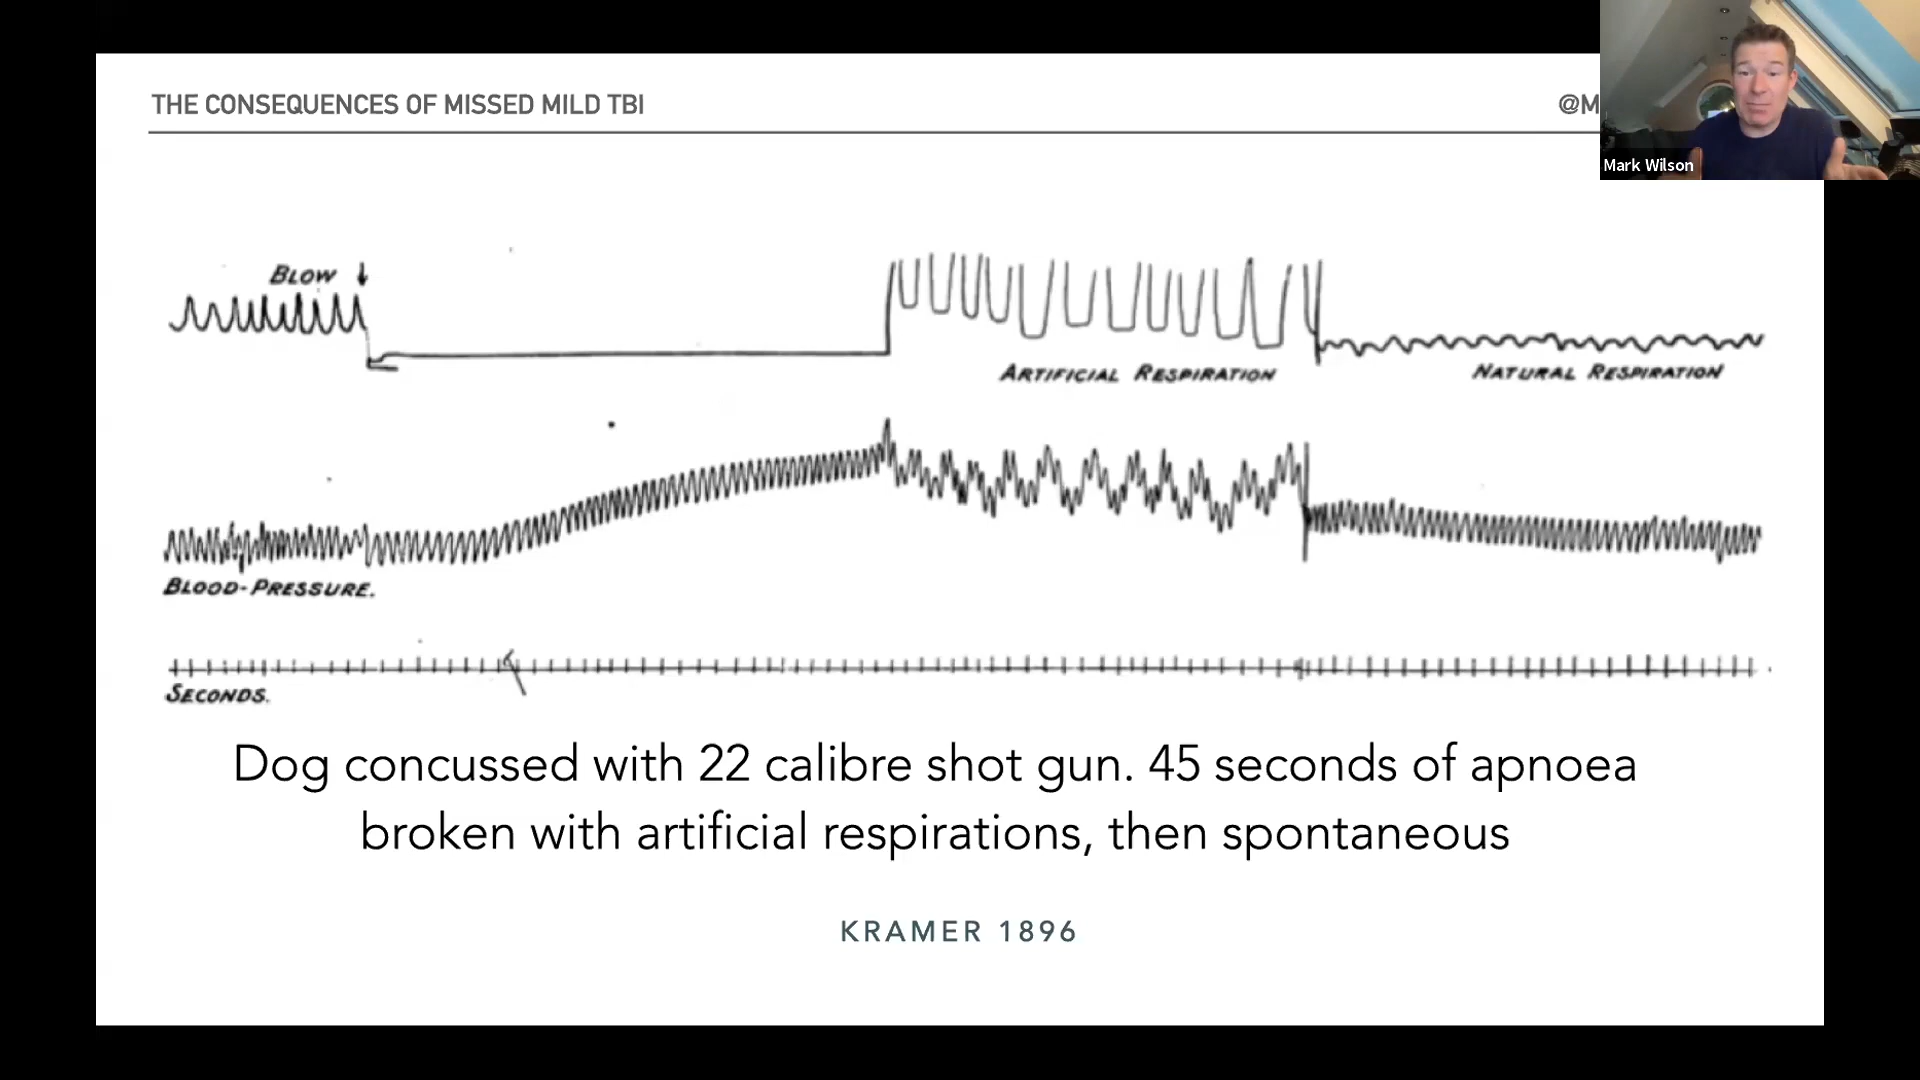 THE CONSEQUENCES OF MISSED MILD TBI
@M
Mark Wilson
BLOW
ARTIFICIAL RESPIRATION
NATURAL RESPIRATION
BLOOD-PRESSURE.
SECONDS.
Dog concussed with 22 calibre shot gun. 45 seconds of apnoea
broken with artificial respirations, then spontaneous
KRAMER 1896